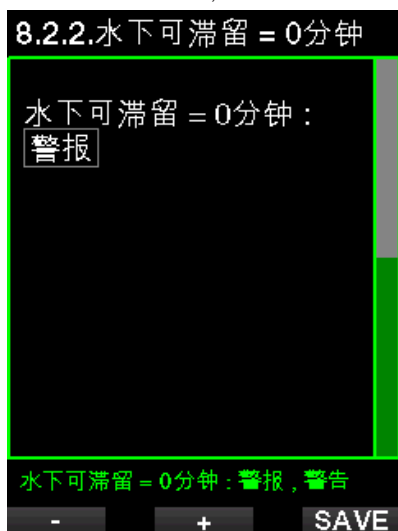 8.2.2.水下可滞留 = 0分钟
水下可滞留 = 0分钟 :
警报
水下可滞留 = 0分钟 : 警报 , 警告
- + SAVE